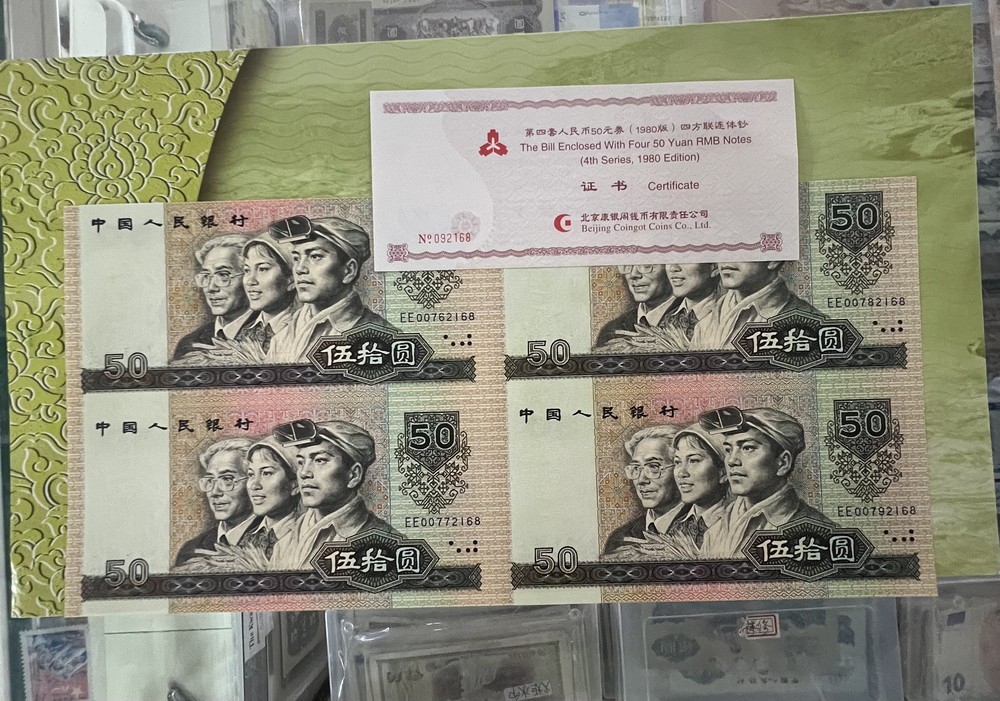 第四套人民币50元券（1980版）四方联连体钞
The Bill Enclosed With Four 50 Yuan RMB Notes
(4th Series, 1980 Edition)
证 书 Certificate
北京康银阁钱币有限责任公司
Beijing Coingot Coins Co., Ltd.
№092168
中国人民银行
EE00762168
50
伍拾圆
50
EE00782168
50
伍拾圆
中国人民银行
50
EE00772168
50
伍拾圆
中国人民银行
50
EE00792168
50
伍拾圆
10